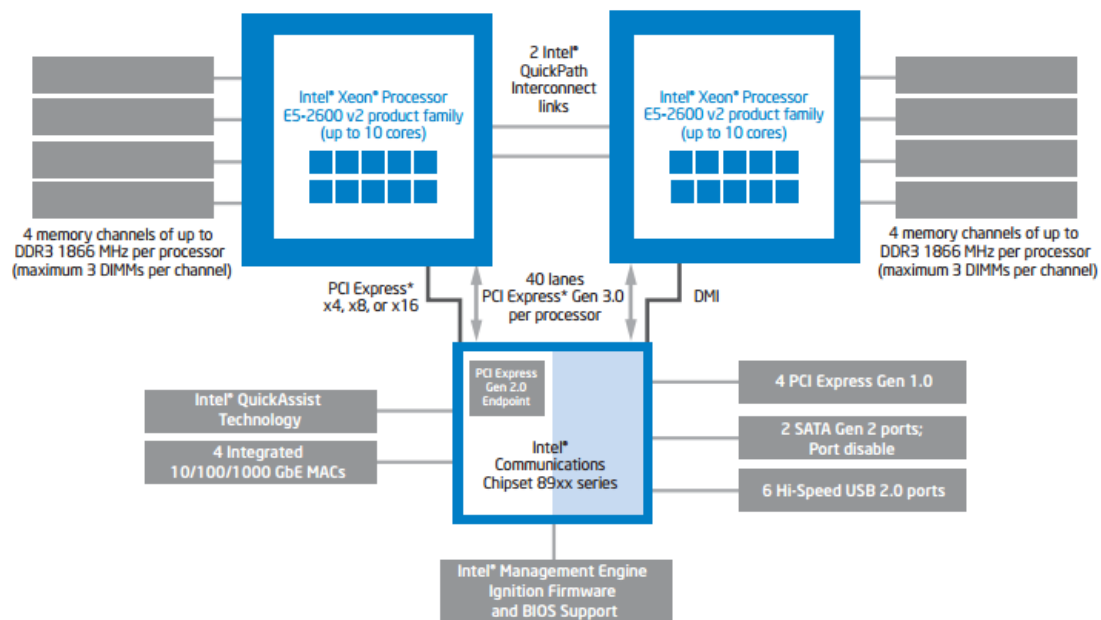 2 Intel®
QuickPath
Interconnect
links
Intel® Xeon® Processor
E5-2600 v2 product family
(up to 10 cores)
Intel® Xeon® Processor
E5-2600 v2 product family
(up to 10 cores)
4 memory channels of up to
DDR3 1866 MHz per processor
(maximum 3 DIMMs per channel)
4 memory channels of up to
DDR3 1866 MHz per processor
(maximum 3 DIMMs per channel)
PCI Express*
x4, x8, or x16
40 lanes
PCI Express* Gen 3.0
per processor
DMI
PCI Express
Gen 2.0
Endpoint
Intel®
Communications
Chipset 89xx series
Intel® QuickAssist
Technology
4 Integrated
10/100/1000 GbE MACs
4 PCI Express Gen 1.0
2 SATA Gen 2 ports;
Port disable
6 Hi-Speed USB 2.0 ports
Intel® Management Engine
Ignition Firmware
and BIOS Support